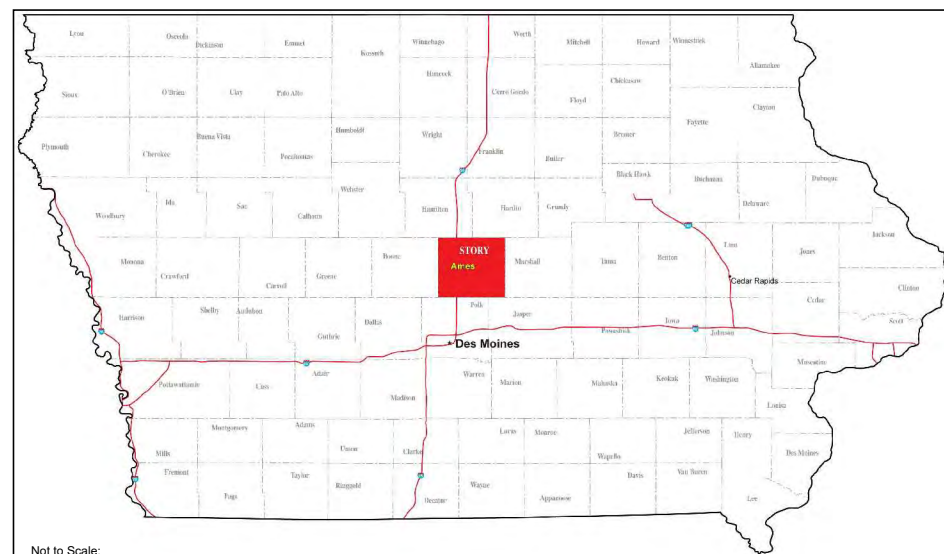 Lyon
Osceola
Dickinson
Emmet
Kossuth
Winnebago
Worth
Mitchell
Howard
Winneshiek
Allamakee
Sioux
O'Brien
Clay
Palo Alto
Hancock
Cerro Gordo
Floyd
Chickasaw
Fayette
Clayton
Plymouth
Cherokee
Buena Vista
Pocahontas
Humboldt
Wright
Franklin
Butler
Bremer
Woodbury
Ida
Sac
Calhoun
Webster
Hamilton
Hardin
Grundy
Black Hawk
Buchanan
Delaware
Dubuque
Monona
Crawford
Carroll
Greene
Boone
STORY
Ames
Marshall
Tama
Benton
Linn
Jones
Jackson
Cedar Rapids
Clinton
Harrison
Shelby
Audubon
Guthrie
Dallas
Polk
Jasper
Poweshiek
Iowa
Johnson
Cedar
Scott
Des Moines
Muscatine
Pottawattamie
Cass
Adair
Madison
Warren
Marion
Mahaska
Keokuk
Washington
Louisa
Mills
Montgomery
Adams
Union
Clarke
Lucas
Monroe
Wapello
Jefferson
Henry
Des Moines
Fremont
Page
Taylor
Ringgold
Decatur
Wayne
Appanoose
Davis
Van Buren
Lee
Not to Scale: